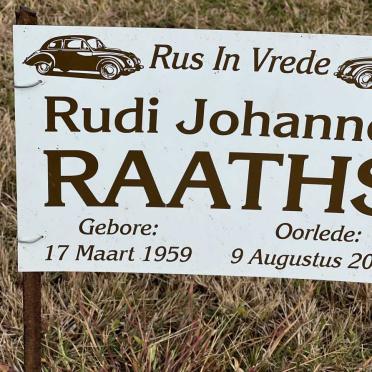 Rus In Vrede
Rudi Johanne
RAATHS
Gebore: Oorlede:
17 Maart 1959 9 Augustus 20